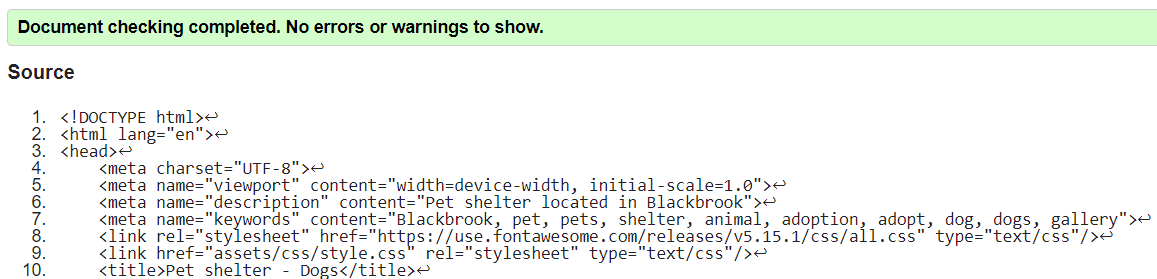 Document checking completed. No errors or warnings to show.
Source
1. <!DOCTYPE html>↩
2. <html lang="en">↩
3. <head>↩
4.     <meta charset="UTF-8">↩
5.     <meta name="viewport" content="width=device-width, initial-scale=1.0">↩
6.     <meta name="description" content="Pet shelter located in Blackbrook">↩
7.     <meta name="keywords" content="Blackbrook, pet, pets, shelter, animal, adoption, adopt, dog, dogs, gallery">↩
8.     <link rel="stylesheet" href="https://use.fontawesome.com/releases/v5.15.1/css/all.css" type="text/css"/>↩
9.     <link href="assets/css/style.css" rel="stylesheet" type="text/css"/>↩
10.     <title>Pet shelter - Dogs</title>↩